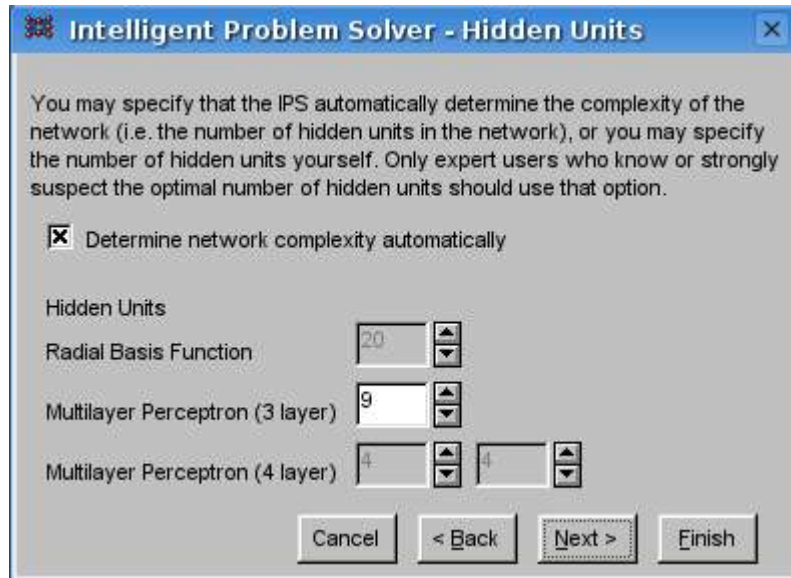 Intelligent Problem Solver - Hidden Units
You may specify that the IPS automatically determine the complexity of the
network (i.e. the number of hidden units in the network), or you may specify
the number of hidden units yourself. Only expert users who know or strongly
suspect the optimal number of hidden units should use that option.
Determine network complexity automatically
Hidden Units
Radial Basis Function 20
Multilayer Perceptron (3 layer) 9
Multilayer Perceptron (4 layer) 4 4
Cancel < Back Next > Finish